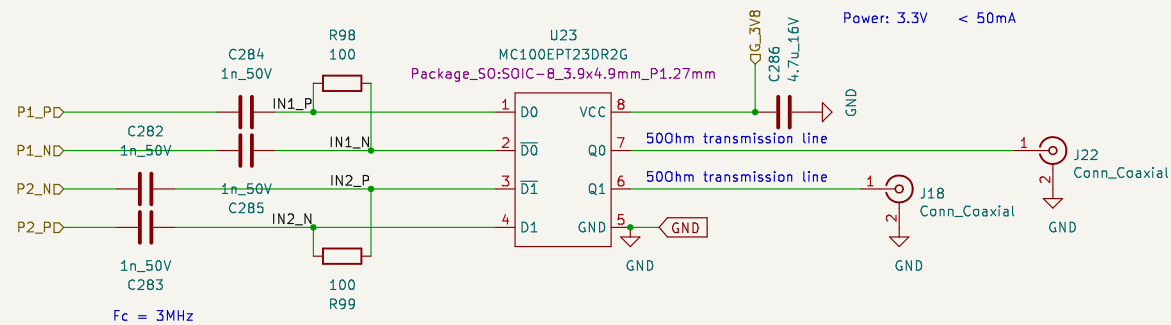 Power: 3.3V < 50mA
U23
MC100EPT23DR2G
Package_SO:SOIC-8_3.9x4.9mm_P1.27mm
R98
100
C284
1n_50V
G_3V8
C286
4.7u_16V
GND
P1_P
IN1_P
1 D0
VCC 8
C282
1n_50V
P1_N
IN1_N
2 D0
Q0 7
50Ohm transmission line
1
J22
Conn_Coaxial
2
GND
P2_N
1n_50V
C285
IN2_P
3 D1
Q1 6
50Ohm transmission line
1
J18
Conn_Coaxial
2
GND
P2_P
IN2_N
4 D1
GND 5
GND
GND
1n_50V
C283
100
R99
Fc = 3MHz